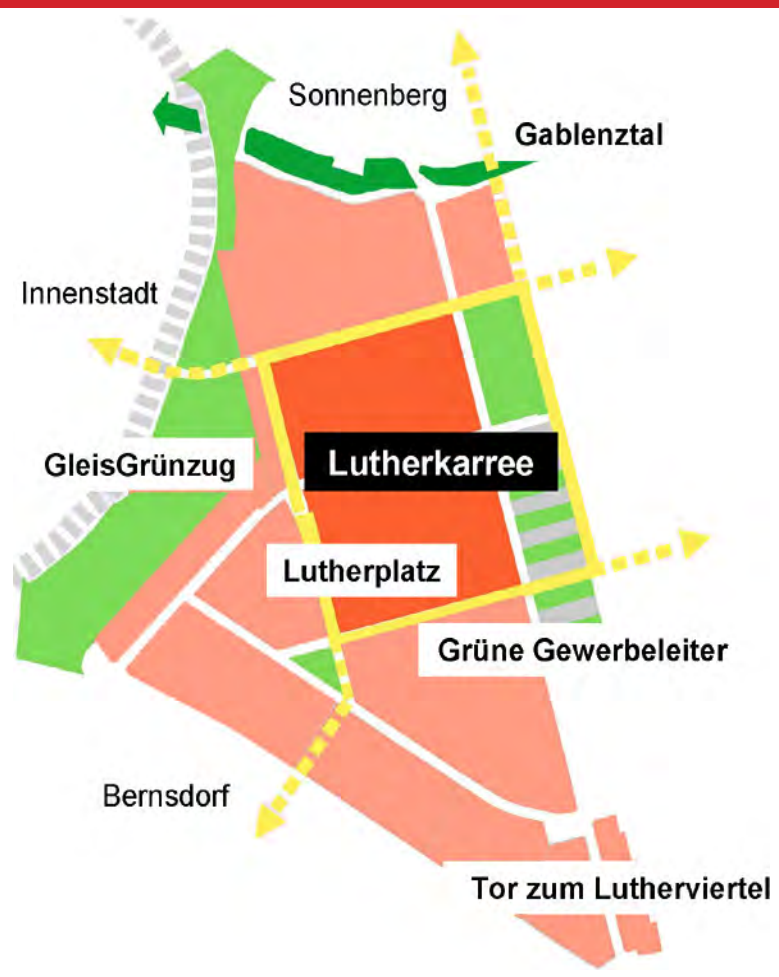 Sonnenberg
Gablenztal
Innenstadt
GleisGrünzug
Lutherkarree
Lutherplatz
Grüne Gewerbeleiter
Bernsdorf
Tor zum Lutherviertel